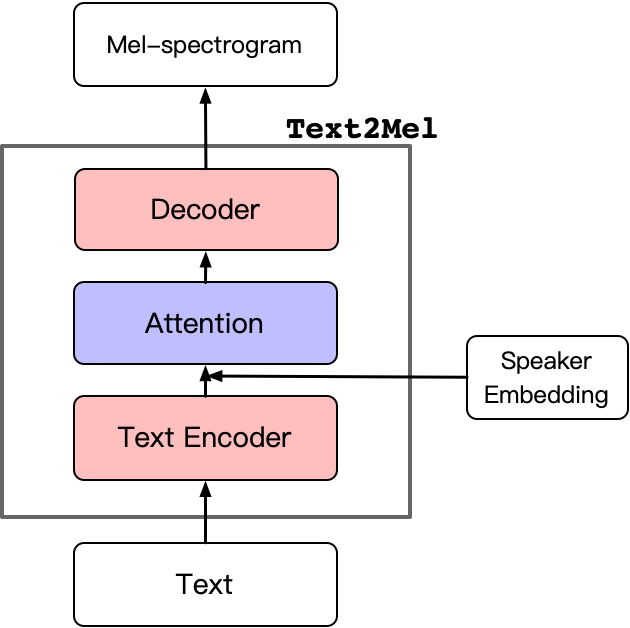 Mel-spectrogram
Text2Mel
Decoder
Attention
Speaker
Embedding
Text Encoder
Text